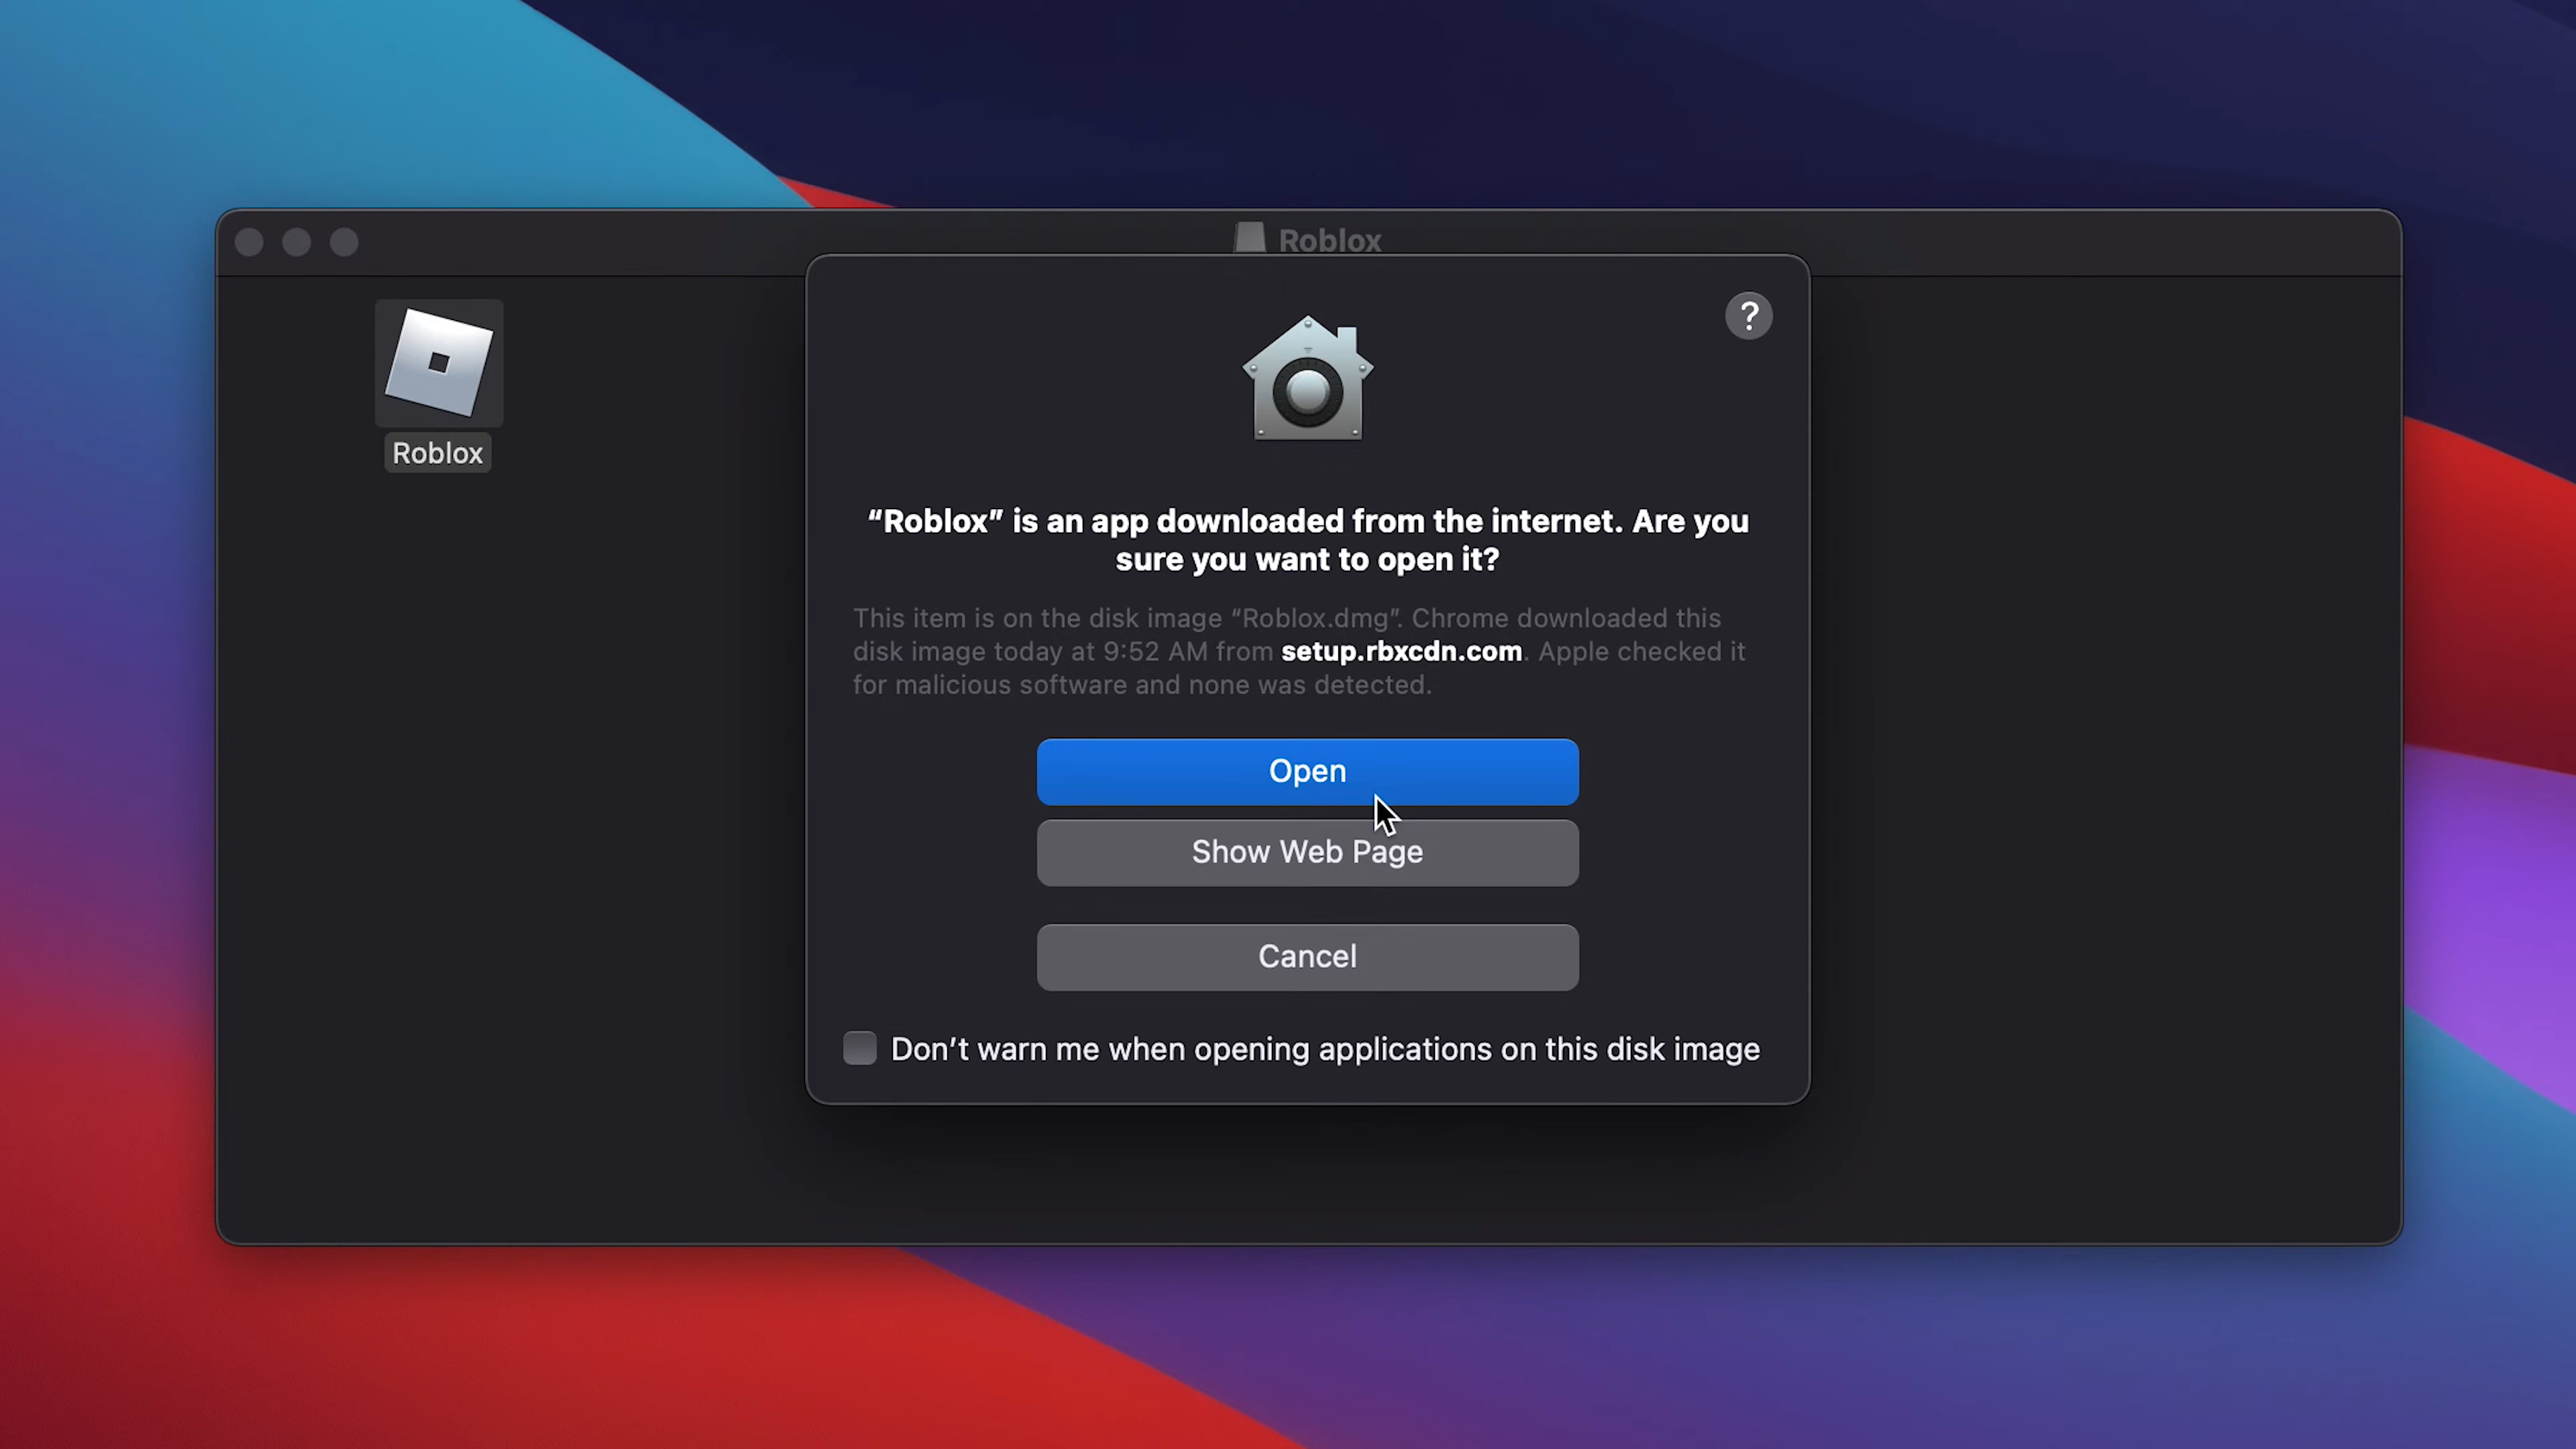 Roblox
Roblox
?
“Roblox” is an app downloaded from the internet. Are you
sure you want to open it?
This item is on the disk image “Roblox.dmg”. Chrome downloaded this
disk image today at 9:52 AM from setup.rbxcdn.com. Apple checked it
for malicious software and none was detected.
Open
Show Web Page
Cancel
Don’t warn me when opening applications on this disk image